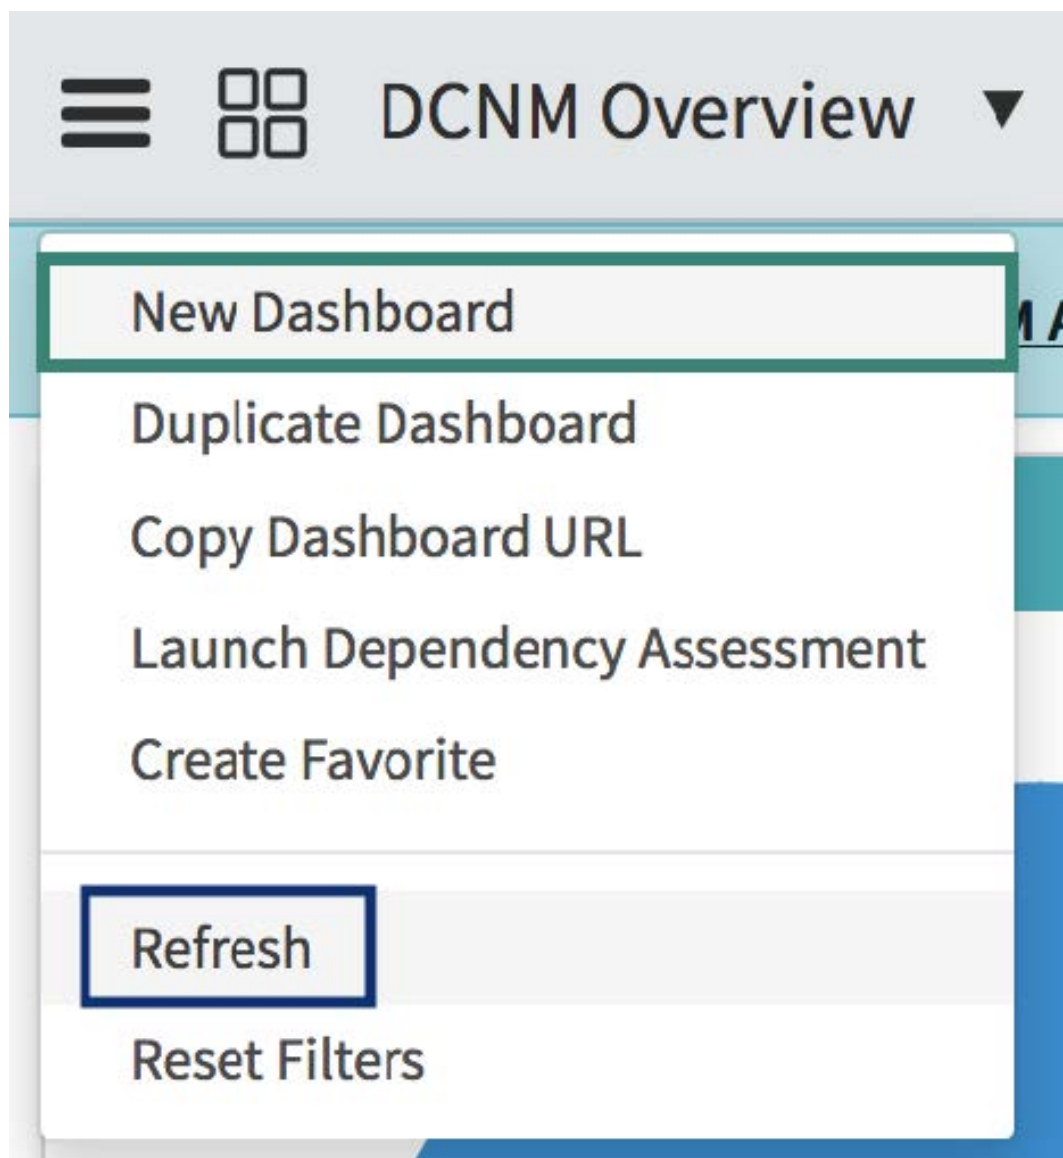 DCNM Overview
New Dashboard
Duplicate Dashboard
Copy Dashboard URL
Launch Dependency Assessment
Create Favorite
Refresh
Reset Filters